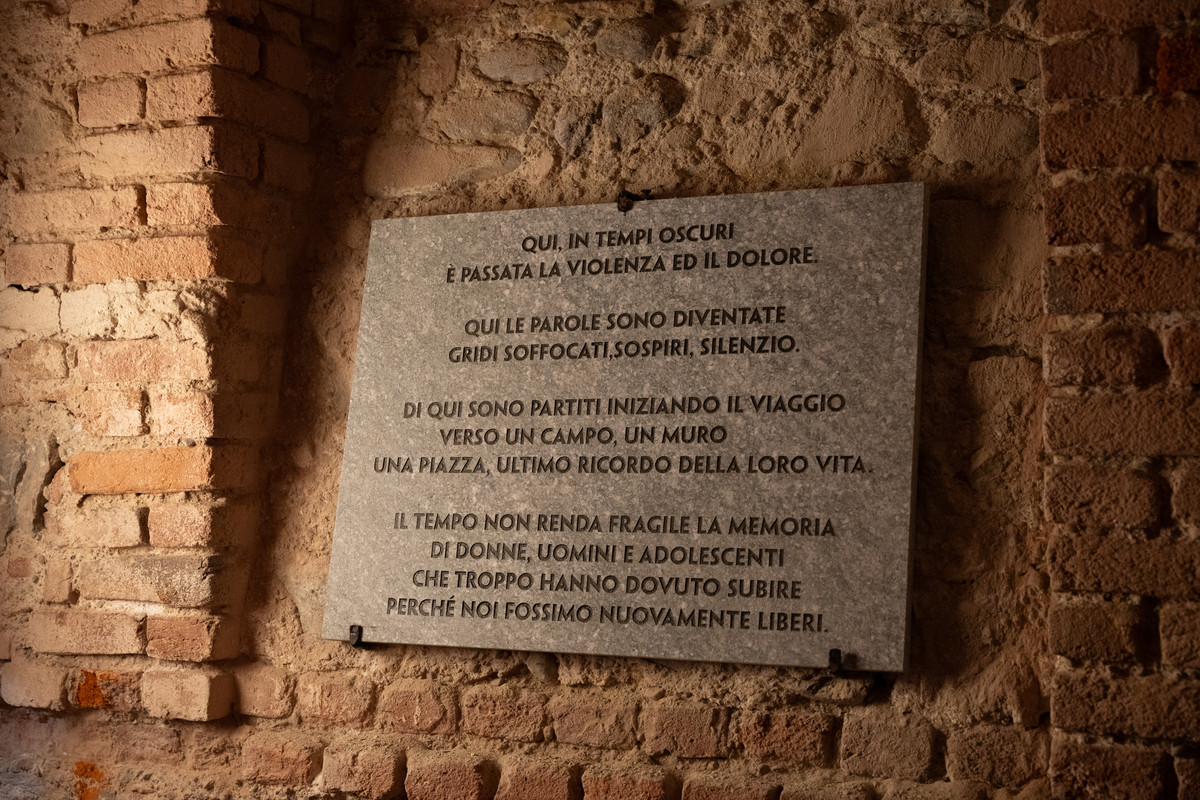 QUI, IN TEMPI OSCURI
È PASSATA LA VIOLENZA ED IL DOLORE.
QUI LE PAROLE SONO DIVENTATE
GRIDI SOFFOCATI,SOSPIRI, SILENZIO.
DI QUI SONO PARTITI INIZIANDO IL VIAGGIO
VERSO UN CAMPO, UN MURO
UNA PIAZZA, ULTIMO RICORDO DELLA LORO VITA.
IL TEMPO NON RENDA FRAGILE LA MEMORIA
DI DONNE, UOMINI E ADOLESCENTI
CHE TROPPO HANNO DOVUTO SUBIRE
PERCHÉ NOI FOSSIMO NUOVAMENTE LIBERI.